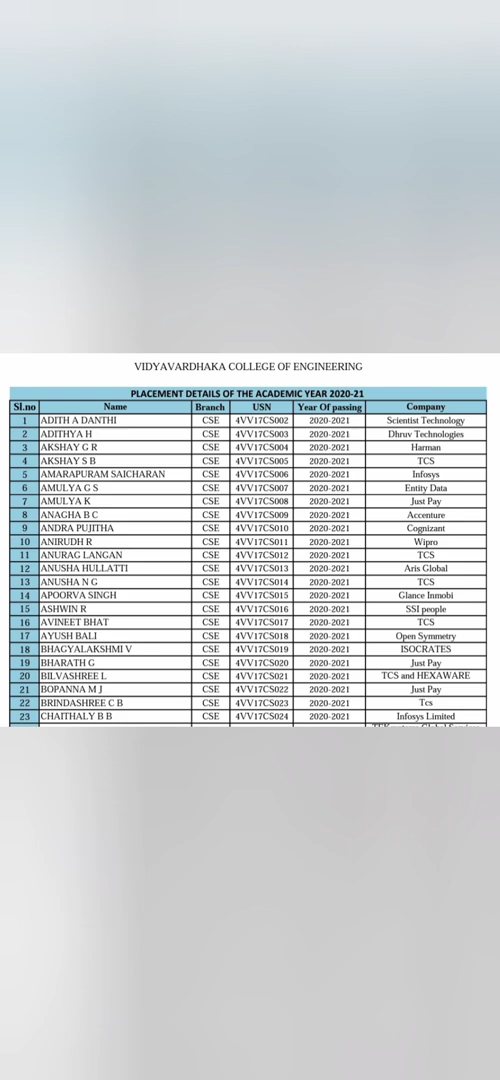 VIDYAVARDHAKA COLLEGE OF ENGINEERING
PLACEMENT DETAILS OF THE ACADEMIC YEAR 2020-21
Sl.no Name Branch USN Year Of passing Company
1 ADITH A DANTHI CSE 4VV17CS002 2020-2021 Scientist Technology
2 ADITHYA H CSE 4VV17CS003 2020-2021 Dhruv Technologies
3 AKSHAY G R CSE 4VV17CS004 2020-2021 Harman
4 AKSHAY S B CSE 4VV17CS005 2020-2021 TCS
5 AMARAPURAM SAICHARAN CSE 4VV17CS006 2020-2021 Infosys
6 AMULYA G S CSE 4VV17CS007 2020-2021 Entity Data
7 AMULYA K CSE 4VV17CS008 2020-2021 Just Pay
8 ANAGHA B C CSE 4VV17CS009 2020-2021 Accenture
9 ANDRA PUJITHA CSE 4VV17CS010 2020-2021 Cognizant
10 ANIRUDH R CSE 4VV17CS011 2020-2021 Wipro
11 ANURAG LANGAN CSE 4VV17CS012 2020-2021 TCS
12 ANUSHA HULLATTI CSE 4VV17CS013 2020-2021 Aris Global
13 ANUSHA N G CSE 4VV17CS014 2020-2021 TCS
14 APOORVA SINGH CSE 4VV17CS015 2020-2021 Glance Inmobi
15 ASHWIN R CSE 4VV17CS016 2020-2021 SSI people
16 AVINEET BHAT CSE 4VV17CS017 2020-2021 TCS
17 AYUSH BALI CSE 4VV17CS018 2020-2021 Open Symmetry
18 BHAGYALAKSHMI V CSE 4VV17CS019 2020-2021 ISOCRATES
19 BHARATH G CSE 4VV17CS020 2020-2021 Just Pay
20 BILVASHREE L CSE 4VV17CS021 2020-2021 TCS and HEXAWARE
21 BOPANNA M J CSE 4VV17CS022 2020-2021 Just Pay
22 BRINDASHREE C B CSE 4VV17CS023 2020-2021 Tcs
23 CHAITHALY B B CSE 4VV17CS024 2020-2021 Infosys Limited